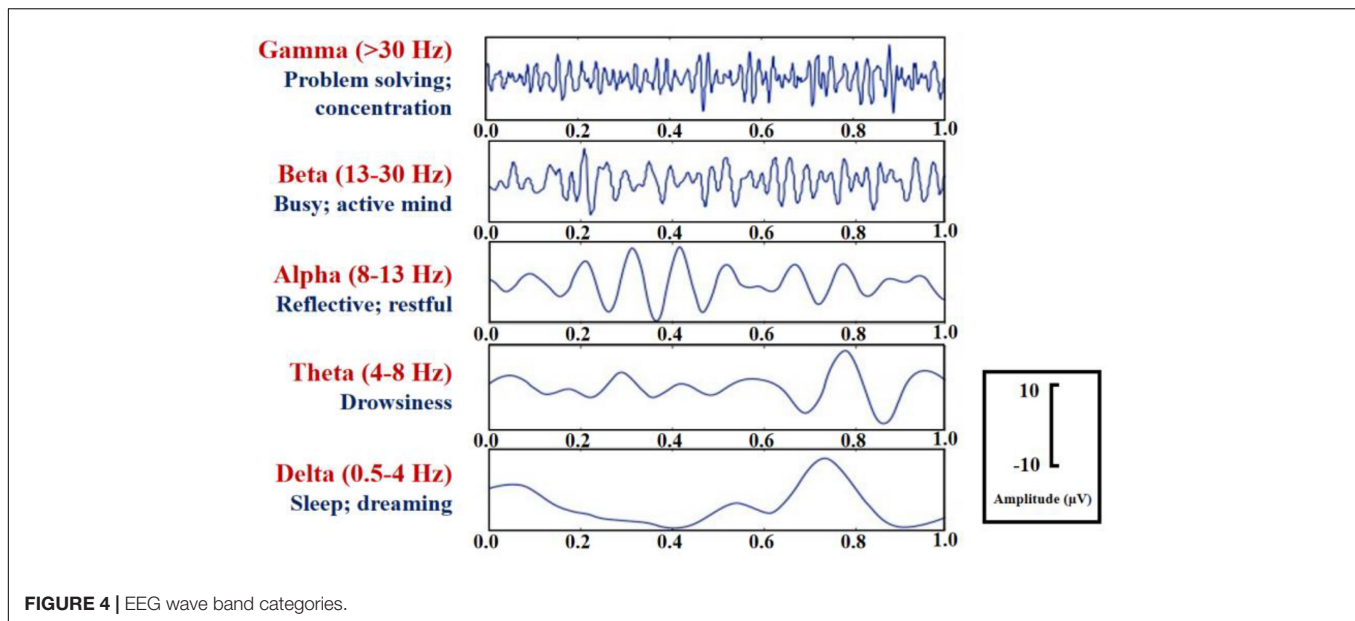 Gamma (>30 Hz)
Problem solving;
concentration
0.0 0.2 0.4 0.6 0.8 1.0
Beta (13-30 Hz)
Busy; active mind
0.0 0.2 0.4 0.6 0.8 1.0
Alpha (8-13 Hz)
Reflective; restful
0.0 0.2 0.4 0.6 0.8 1.0
Theta (4-8 Hz)
Drowsiness
0.0 0.2 0.4 0.6 0.8 1.0
Delta (0.5-4 Hz)
Sleep; dreaming
0.0 0.2 0.4 0.6 0.8 1.0
10
-10
Amplitude (µV)
FIGURE 4 | EEG wave band categories.